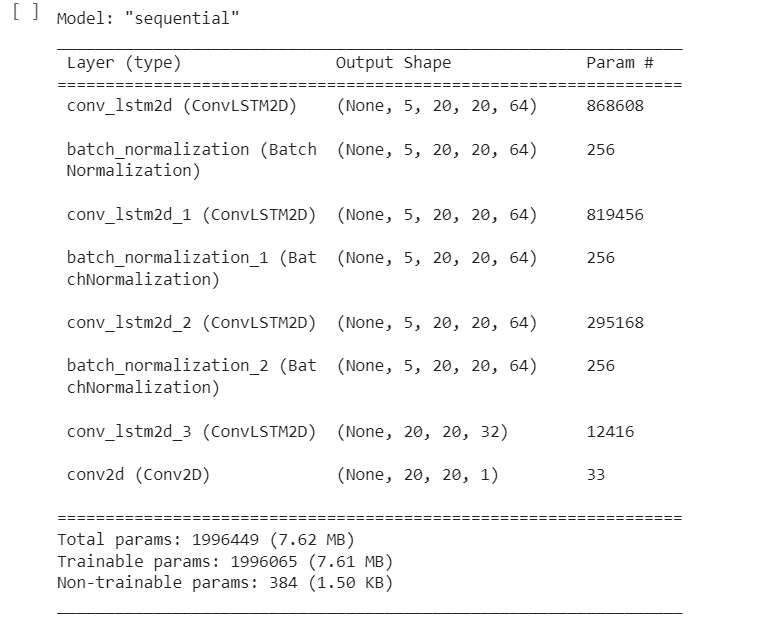 [ ] Model: "sequential"
Layer (type) Output Shape Param #
=================================================================
conv_lstm2d (ConvLSTM2D) (None, 5, 20, 20, 64) 868608
batch_normalization (Batch (None, 5, 20, 20, 64) 256
Normalization)
conv_lstm2d_1 (ConvLSTM2D) (None, 5, 20, 20, 64) 819456
batch_normalization_1 (Bat (None, 5, 20, 20, 64) 256
chNormalization)
conv_lstm2d_2 (ConvLSTM2D) (None, 5, 20, 20, 64) 295168
batch_normalization_2 (Bat (None, 5, 20, 20, 64) 256
chNormalization)
conv_lstm2d_3 (ConvLSTM2D) (None, 20, 20, 32) 12416
conv2d (Conv2D) (None, 20, 20, 1) 33
=================================================================
Total params: 1996449 (7.62 MB)
Trainable params: 1996065 (7.61 MB)
Non-trainable params: 384 (1.50 KB)